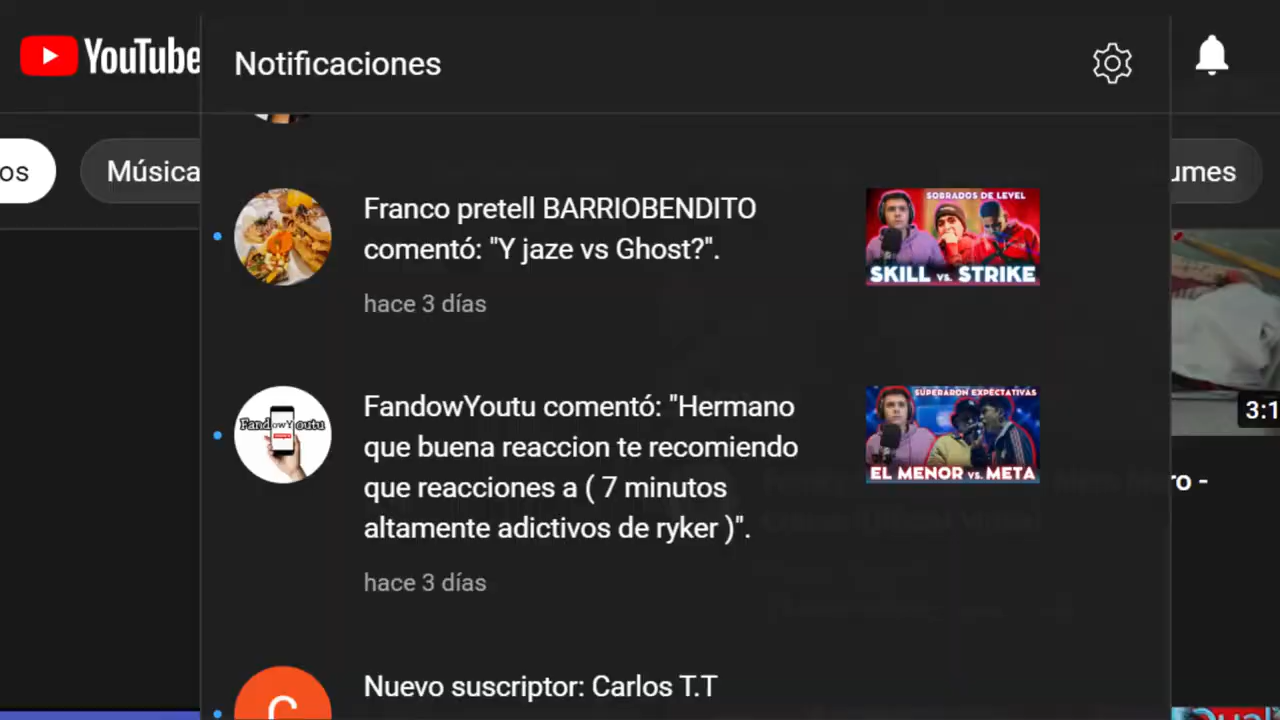 YouTube
Notificaciones
os
Música
umes
Franco pretell BARRIOBENDITO
comentó: "Y jaze vs Ghost?".
hace 3 días
SOBRADOS DE LEVEL
SKILL VS. STRIKE
3:1
FandowYoutu comentó: "Hermano
que buena reaccion te recomiendo
que reacciones a ( 7 minutos
altamente adictivos de ryker )".
hace 3 días
FandowYoutu
SUPERARON EXPECTATIVAS
EL MENOR VS. META
ro -
Nuevo suscriptor: Carlos T.T
C